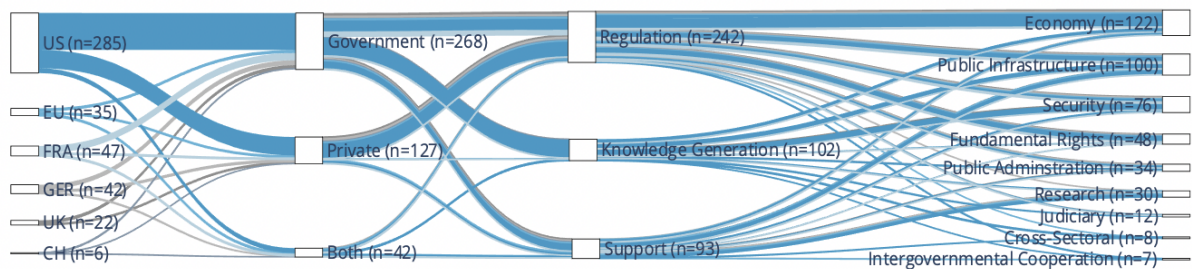 US (n=285)
EU (n=35)
FRA (n=47)
GER (n=42)
UK (n=22)
CH (n=6)
Government (n=268)
Private (n=127)
Both (n=42)
Regulation (n=242)
Knowledge Generation (n=102)
Support (n=93)
Economy (n=122)
Public Infrastructure (n=100)
Security (n=76)
Fundamental Rights (n=48)
Public Adminstration (n=34)
Research (n=30)
Judiciary (n=12)
Cross-Sectoral (n=8)
Intergovernmental Cooperation (n=7)